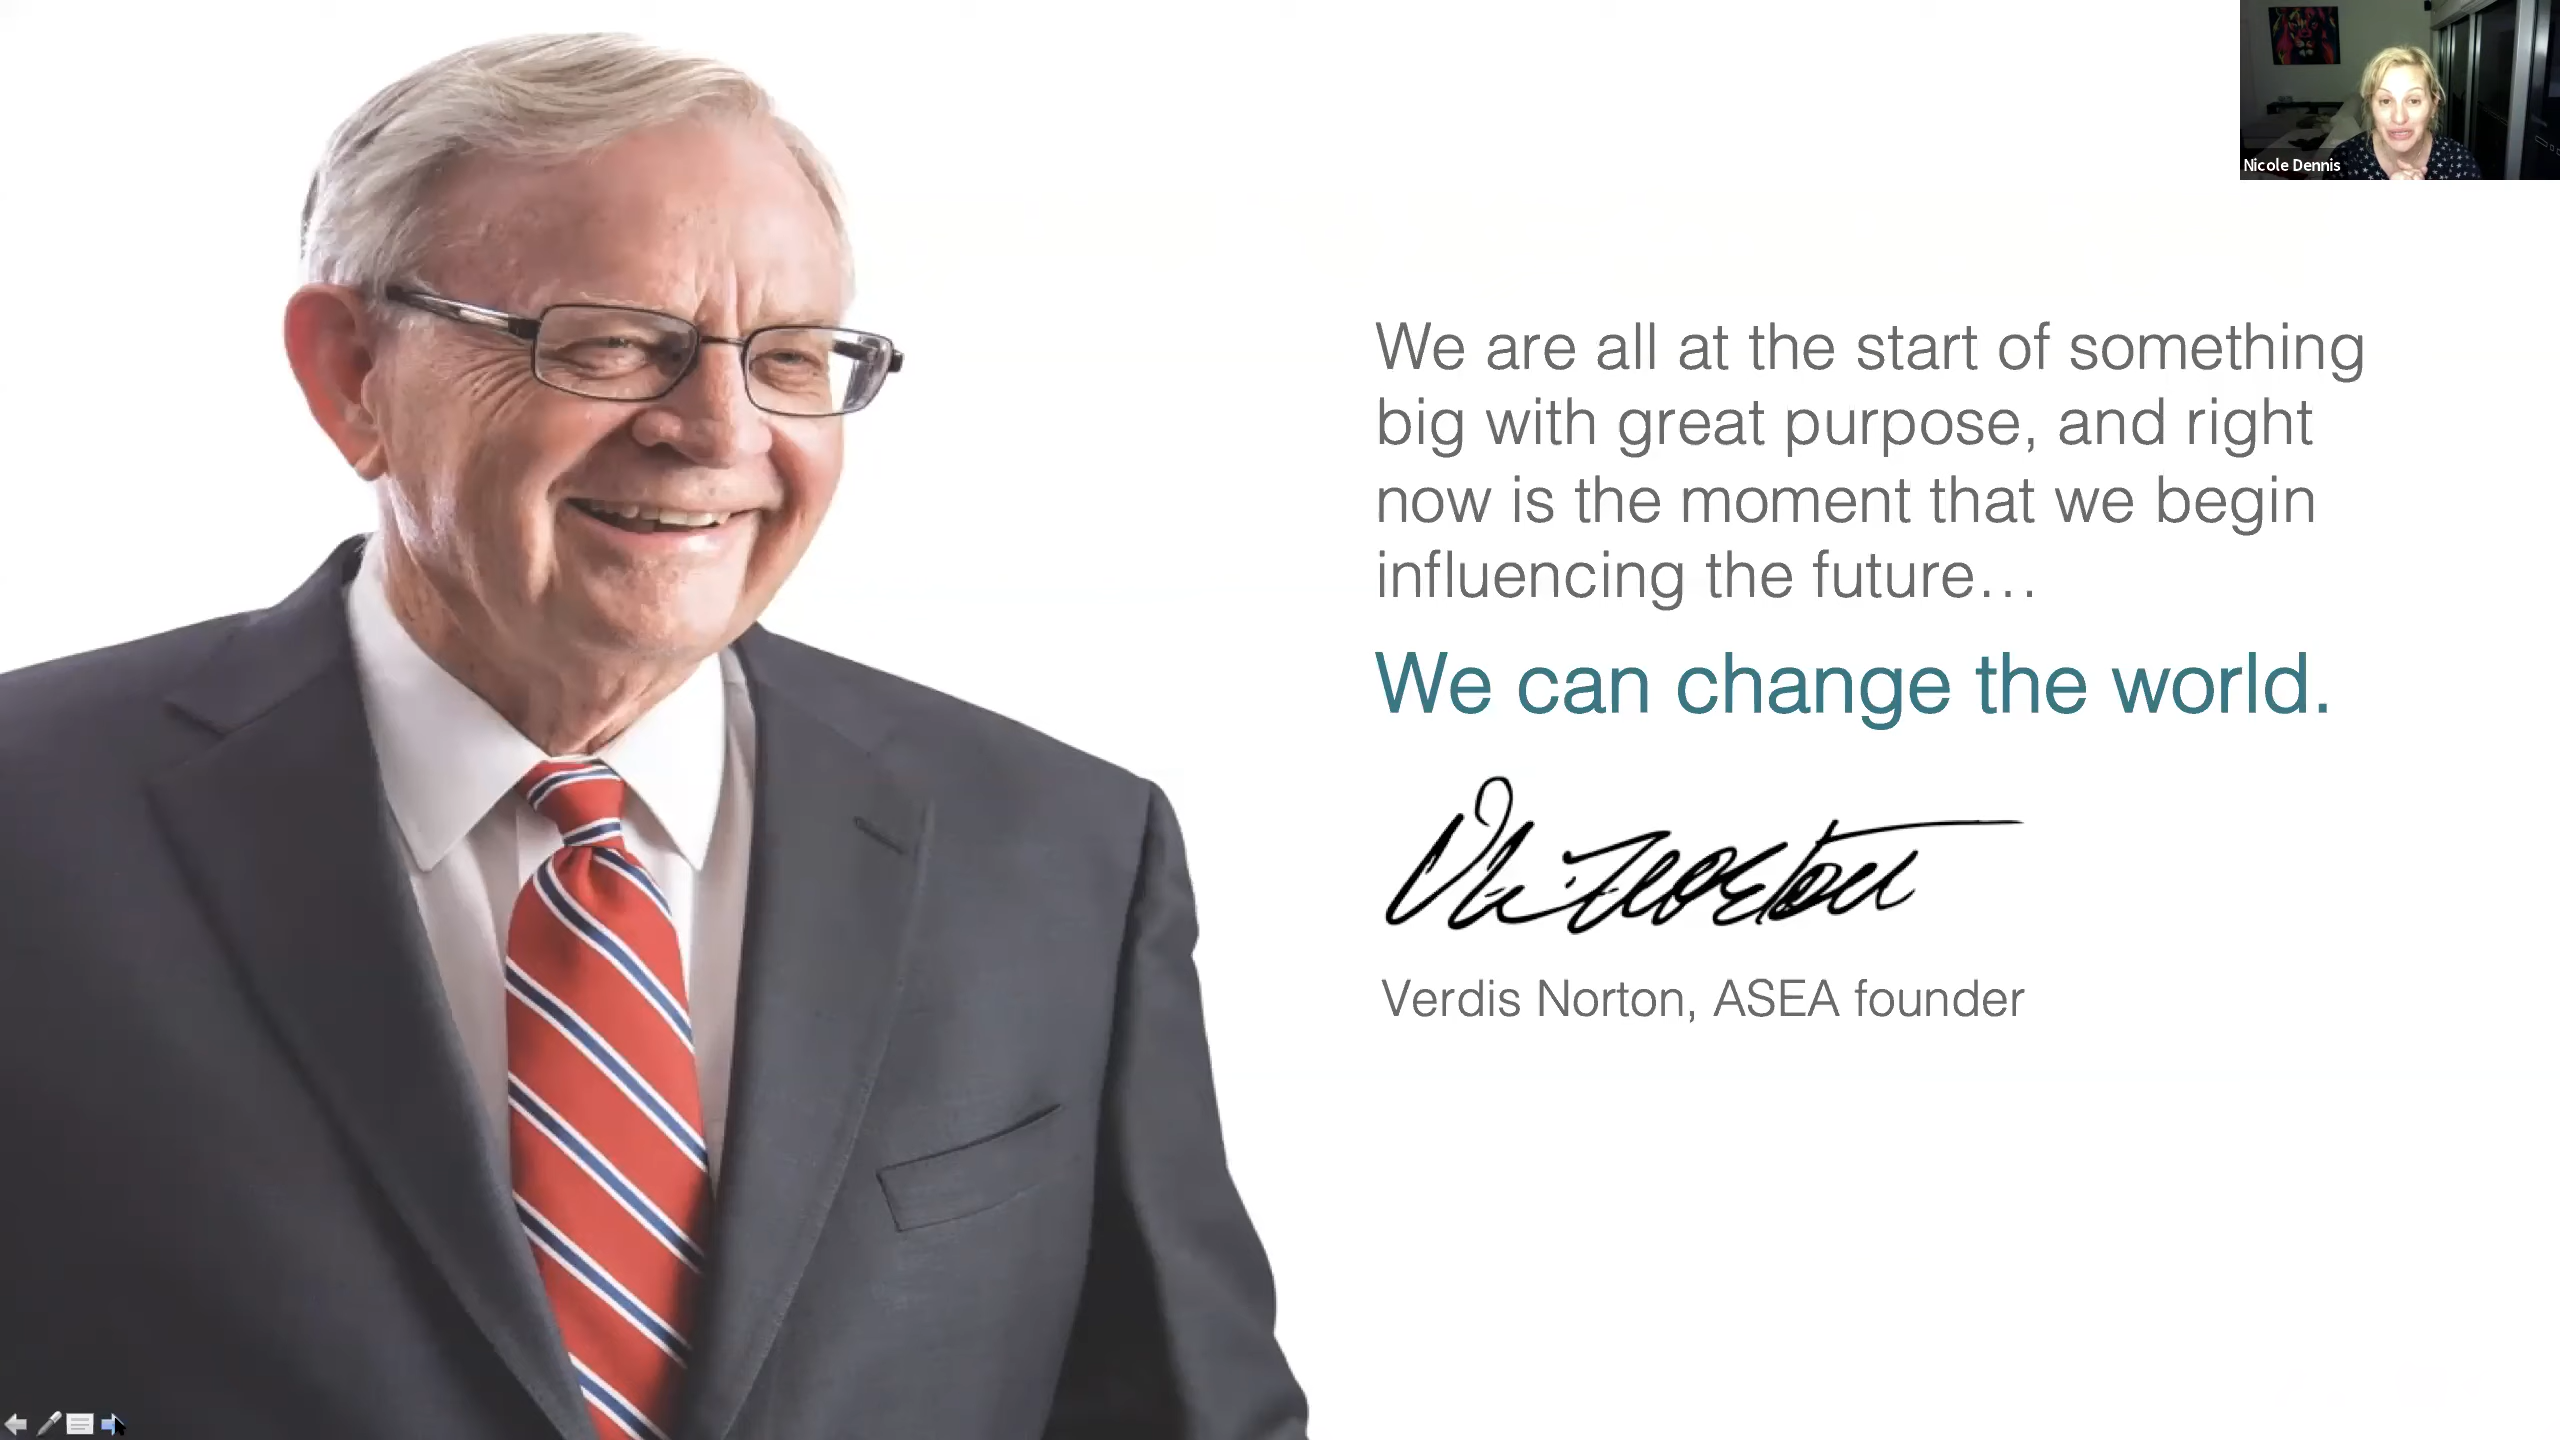 Nicole Dennis
We are all at the start of something
big with great purpose, and right
now is the moment that we begin
influencing the future…
We can change the world.
Verdis Norton, ASEA founder